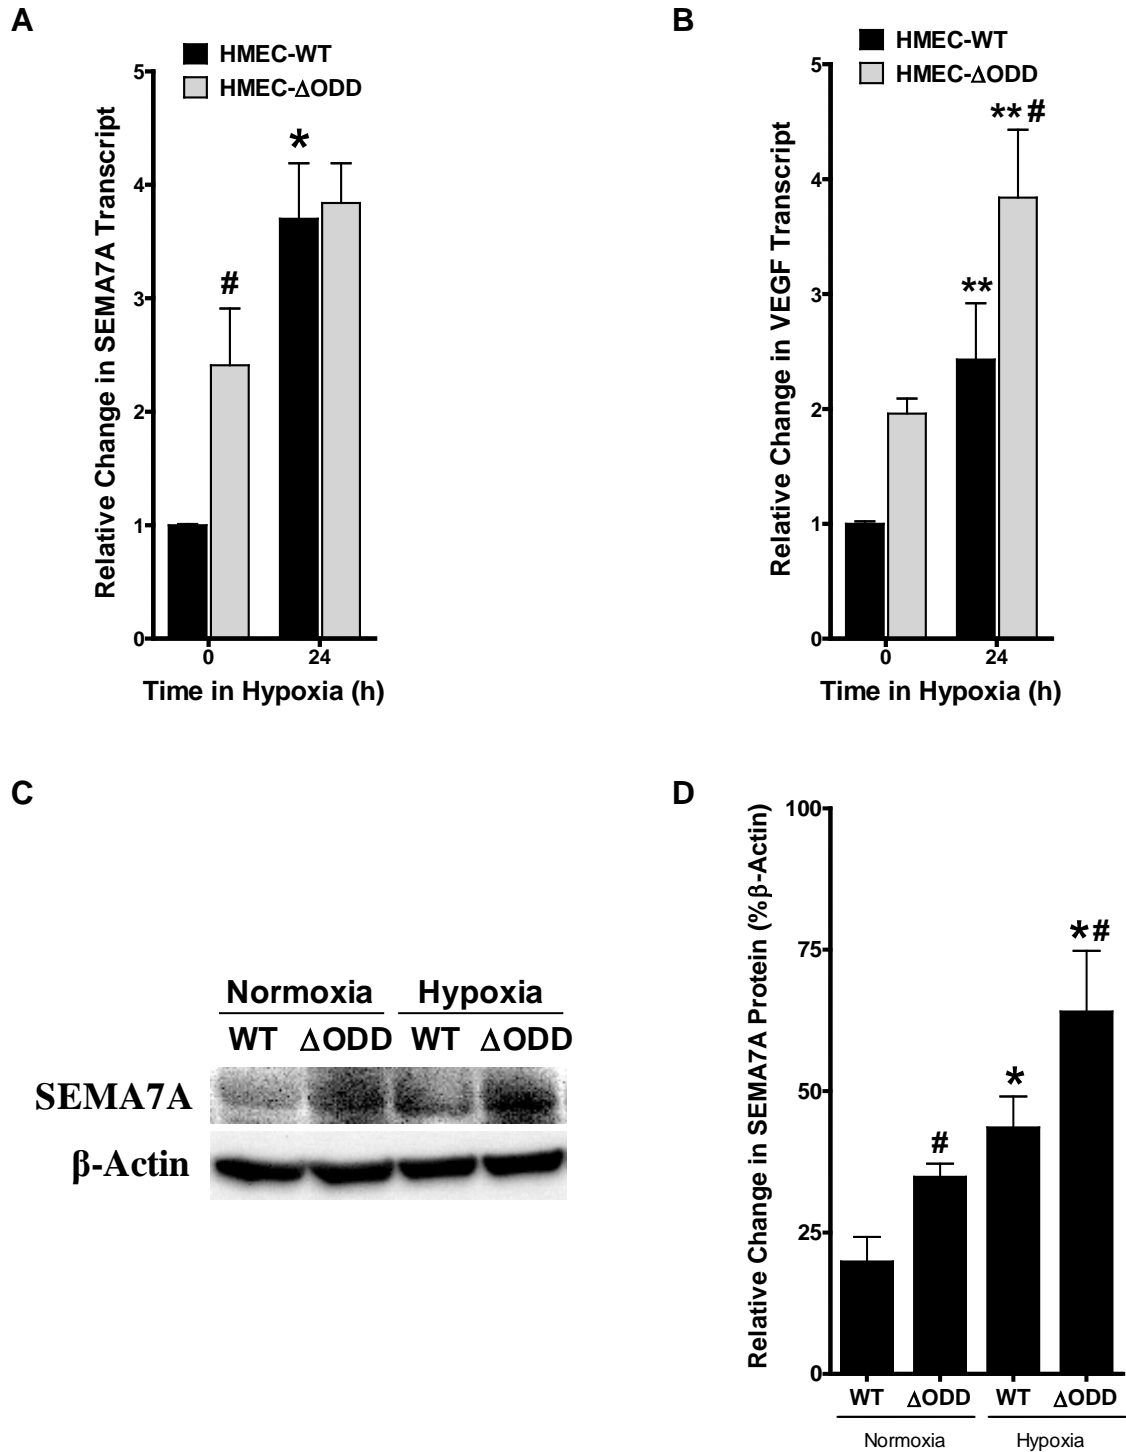 A
HMEC-WT
HMEC-ΔODD
Relative Change in SEMA7A Transcript
5
4
3
2
1
0
#
*
0 24
Time in Hypoxia (h)
B
HMEC-WT
HMEC-ΔODD
Relative Change in VEGF Transcript
5
4
3
2
1
0
**
**#
0 24
Time in Hypoxia (h)
C
Normoxia Hypoxia
WT ΔODD WT ΔODD
SEMA7A
β-Actin
D
Relative Change in SEMA7A Protein (%β-Actin)
100
75
50
25
0
#
*
*#
WT ΔODD WT ΔODD
Normoxia Hypoxia